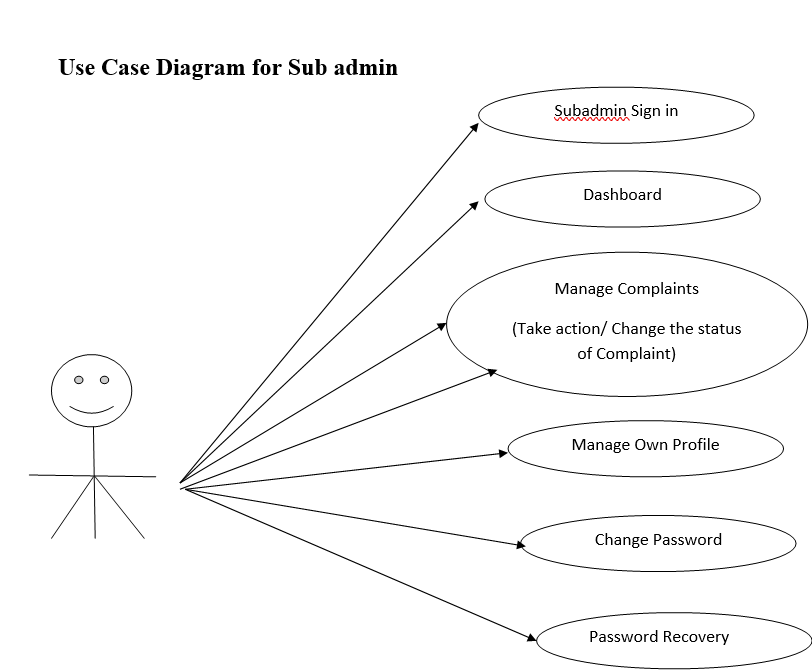 Use Case Diagram for Sub admin
Subadmin Sign in
Dashboard
Manage Complaints
(Take action/ Change the status
of Complaint)
Manage Own Profile
Change Password
Password Recovery